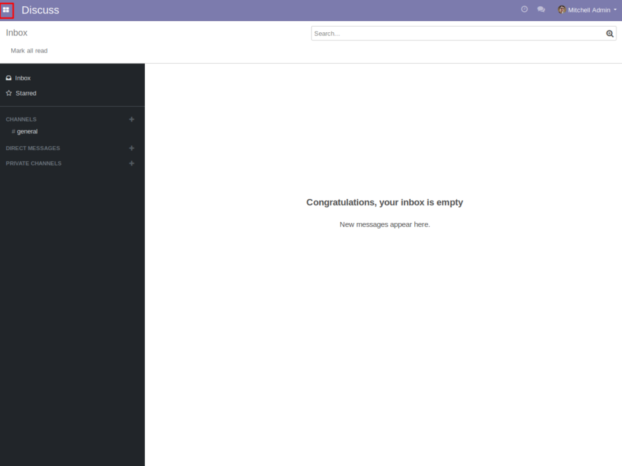 Discuss
Mitchell Admin
Inbox
Search...
Mark all read
Inbox
Starred
CHANNELS
# general
DIRECT MESSAGES
PRIVATE CHANNELS
Congratulations, your inbox is empty
New messages appear here.